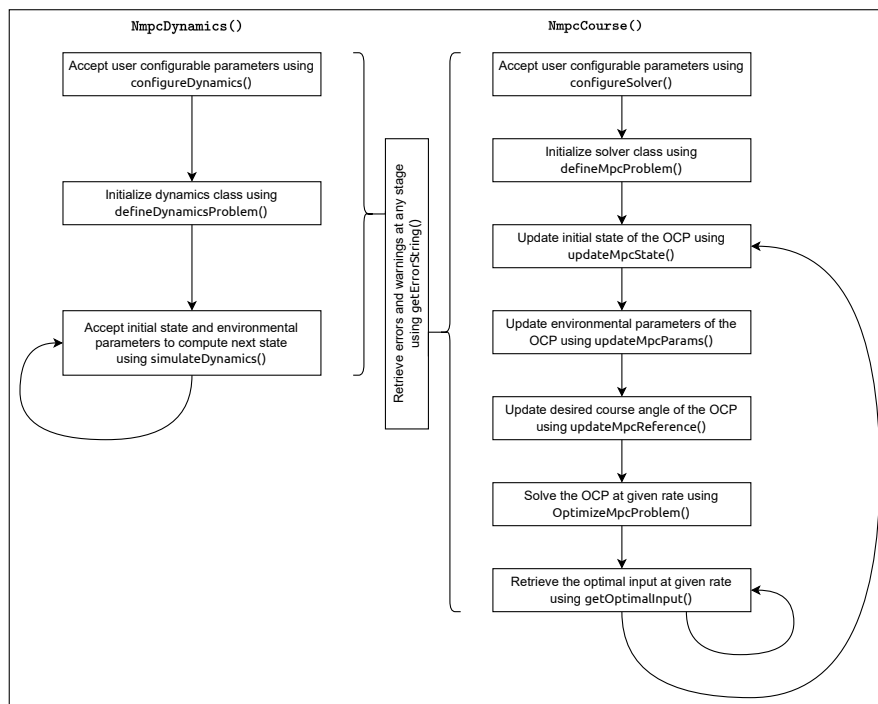 NmpcDynamics()
Accept user configurable parameters using
configureDynamics()
Initialize dynamics class using
defineDynamicsProblem()
Accept initial state and environmental
parameters to compute next state
using simulateDynamics()
Retrieve errors and warnings at any stage
using getErrorString()
NmpcCourse()
Accept user configurable parameters using
configureSolver()
Initialize solver class using
defineMpcProblem()
Update initial state of the OCP using
updateMpcState()
Update environmental parameters of the
OCP using updateMpcParams()
Update desired course angle of the OCP
using updateMpcReference()
Solve the OCP at given rate using
OptimizeMpcProblem()
Retrieve the optimal input at given rate
using getOptimalInput()